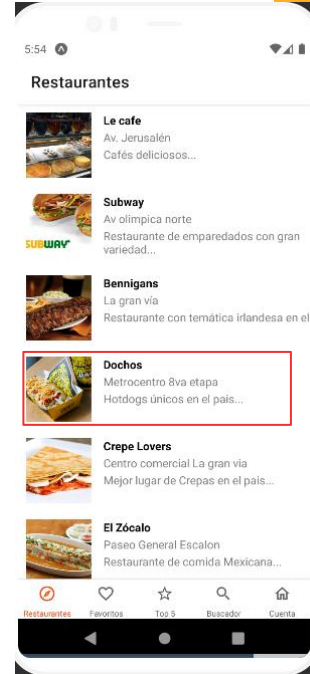 5:54
Restaurantes
Le cafe
Av. Jerusalén
Cafés deliciosos...
Subway
Av olimpica norte
SUBWAY
Restaurante de emparedados con gran
variedad...
Bennigans
La gran vía
Restaurante con temática irlandesa en el
Dochos
Metrocentro 8va etapa
Hotdogs únicos en el pais...
Crepe Lovers
Centro comercial La gran via
Mejor lugar de Crepas en el pais...
El Zócalo
Paseo General Escalon
Restaurante de comida Mexicana...
Restaurantes Favoritos Top 5 Buscador Cuenta